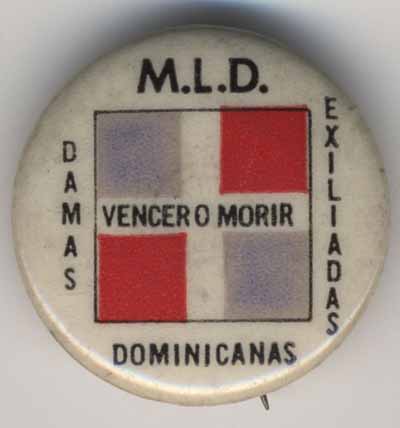 M.L.D.
DAMAS
EXILIADAS
VENCER O MORIR
DOMINICANAS